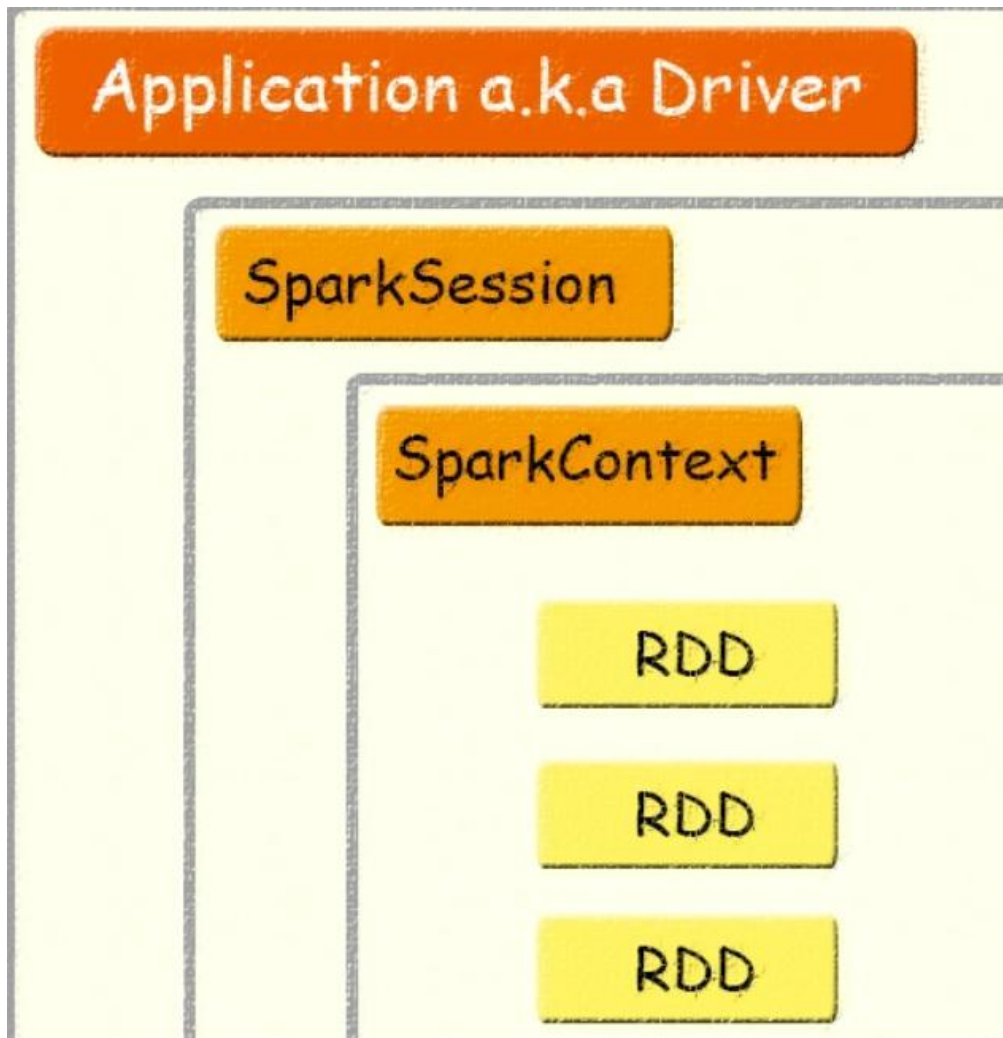 Application a.k.a Driver
SparkSession
SparkContext
RDD
RDD
RDD